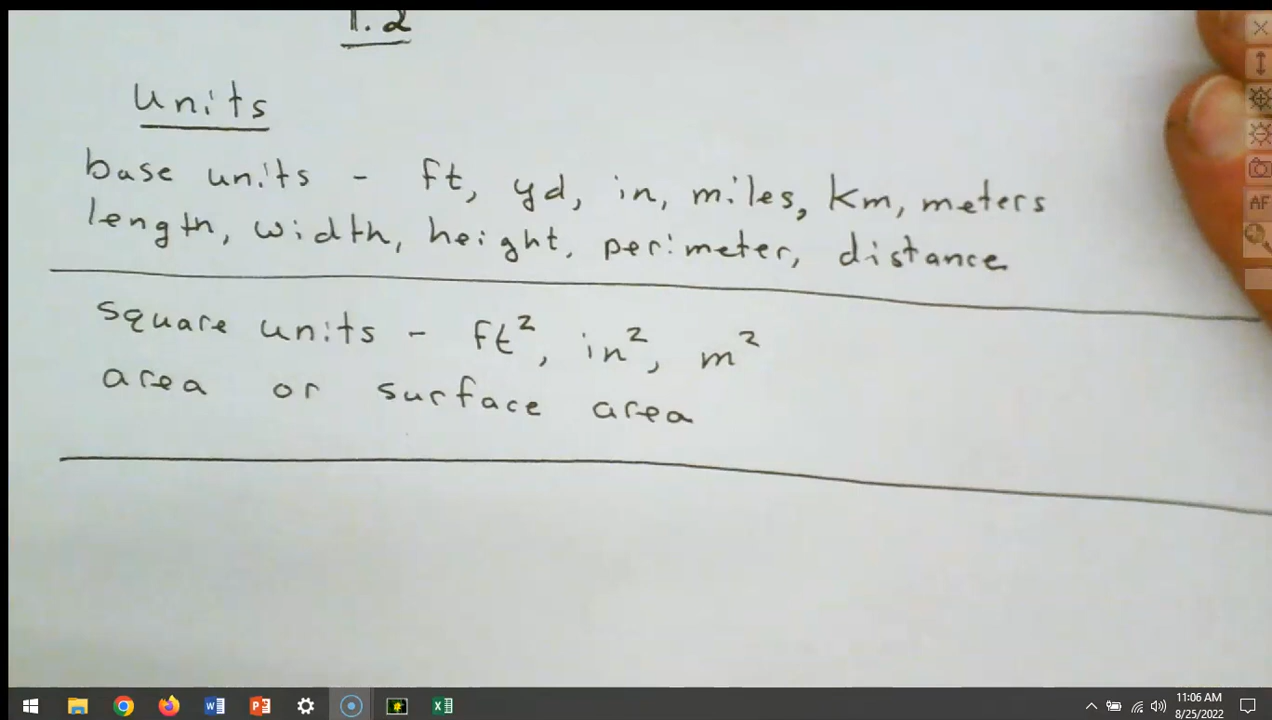 1.2
Units
base units - ft, yd, in, miles, km, meters
length, width, height, perimeter, distance
square units - ft², in², m²
area or surface area
AF
11:06 AM
8/25/2022